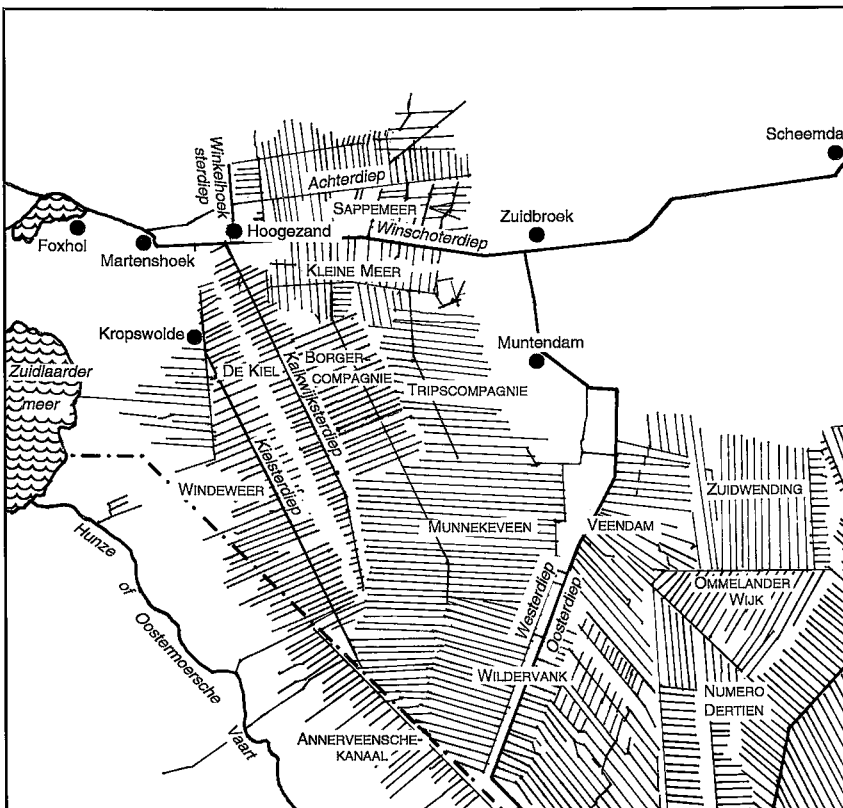 Scheemda
Winkelhoek
sterdiep
Achterdiep
SAPPEMEER
Foxhol
Martenshoek
Hoogezand
Winschoterdiep
Zuidbroek
KLEINE MEER
Kropswolde
Muntendam
Zuidlaarder
meer
DE KIEL
Kalkwijksterdiep
BORGER-
COMPAGNIE
TRIPSCOMPAGNIE
Kielsterdiep
WINDEWEER
ZUIDWENDING
MUNNEKEVEEN
VEENDAM
Hunze
of
Oostermoersche
Vaart
Westerdiep
Oosterdiep
OMMELANDER
WIJK
WILDERVANK
NUMERO
DERTIEN
ANNERVEENSCHE-
KANAAL